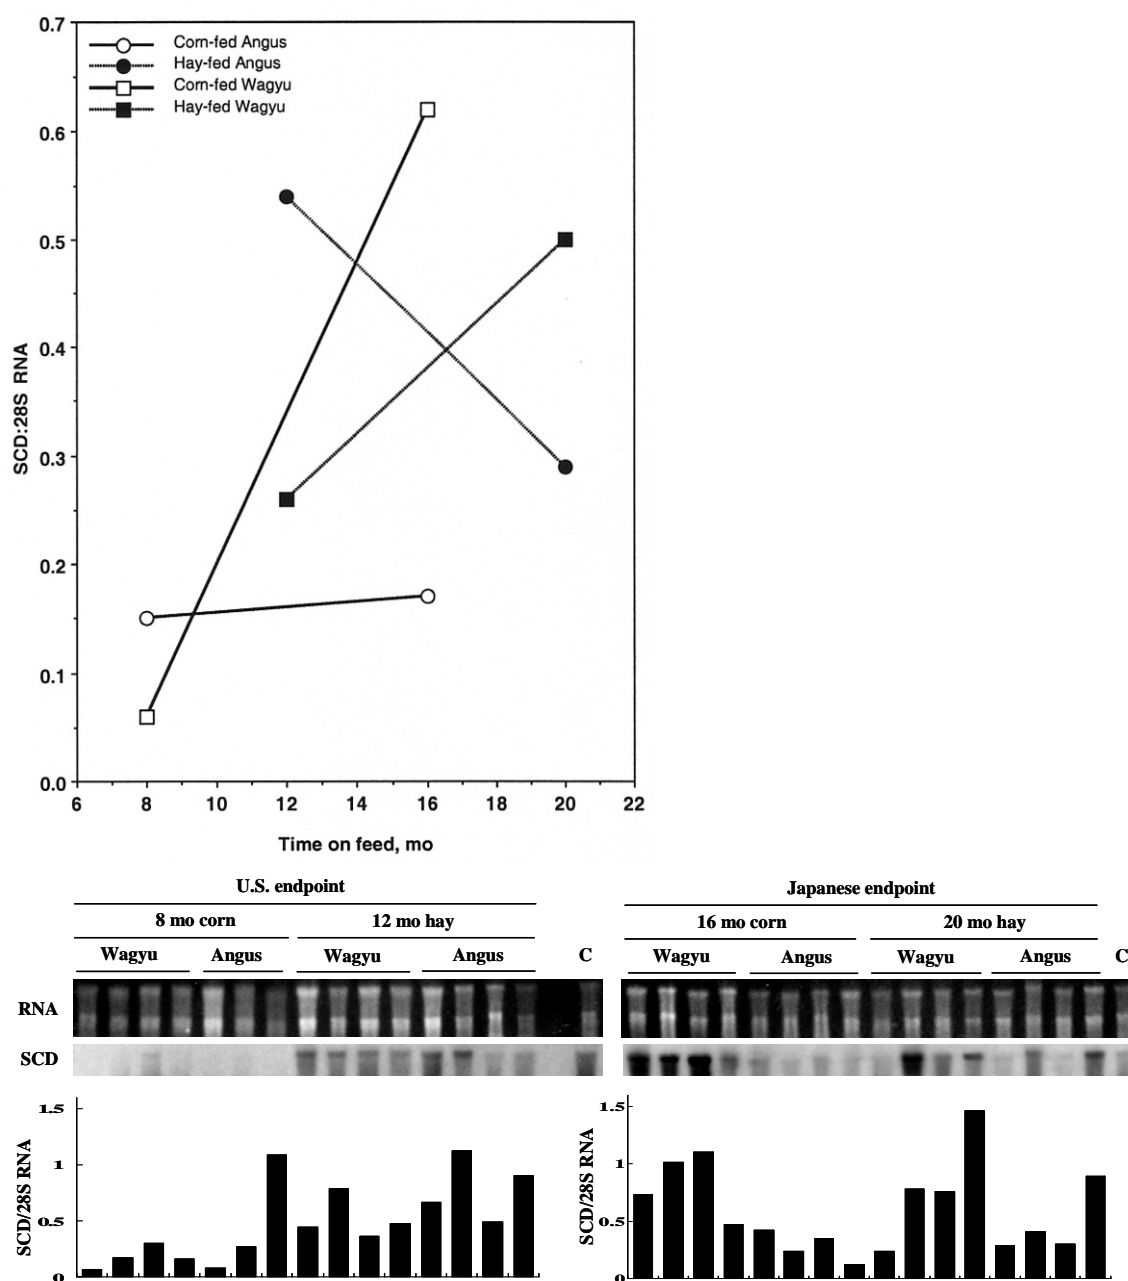 0.7
Corn-fed Angus
Hay-fed Angus
Corn-fed Wagyu
Hay-fed Wagyu
0.6
0.5
0.4
0.3
0.2
0.1
0.0
SCD:28S RNA
6 8 10 12 14 16 18 20 22
Time on feed, mo
U.S. endpoint
8 mo corn 12 mo hay
Wagyu Angus Wagyu Angus C
Japanese endpoint
16 mo corn 20 mo hay
Wagyu Angus Wagyu Angus C
RNA
SCD
1.5
1
0.5
0
SCD/28S RNA
1.5
1
0.5
0
SCD/28S RNA